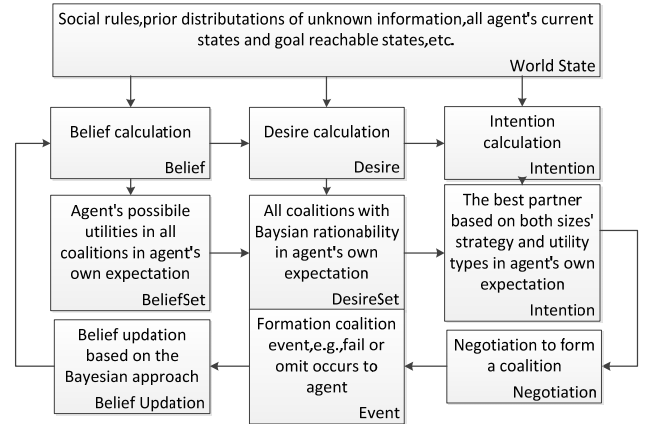 Social rules,prior distributations of unknown information,all agent's current
states and goal reachable states,etc.
World State
Belief calculation
Belief
Desire calculation
Desire
Intention
calculation
Intention
Agent's possibile
utilities in all
coalitions in agent's
own expectation
BeliefSet
All coalitions with
Baysian rationability
in agent's own
expectation
DesireSet
The best partner
based on both sizes'
strategy and utility
types in agent's own
expectation
Intention
Belief updation
based on the
Bayesian approach
Belief Updation
Formation coalition
event,e.g.,fail or
omit occurs to
agent
Event
Negotiation to form
a coalition
Negotiation